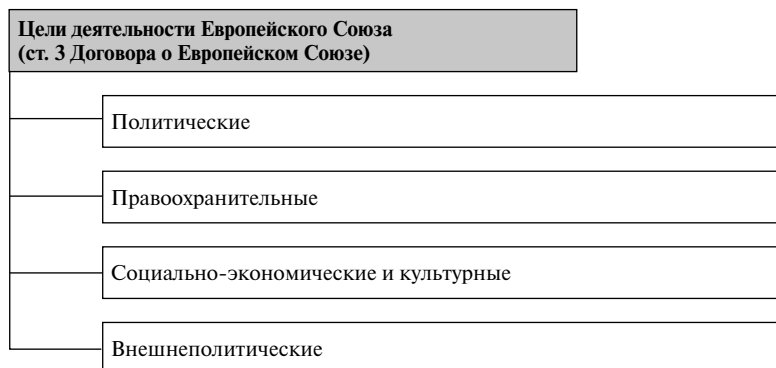 Цели деятельности Европейского Союза
(ст. 3 Договора о Европейском Союзе)
Политические
Правоохранительные
Социально-экономические и культурные
Внешнеполитические